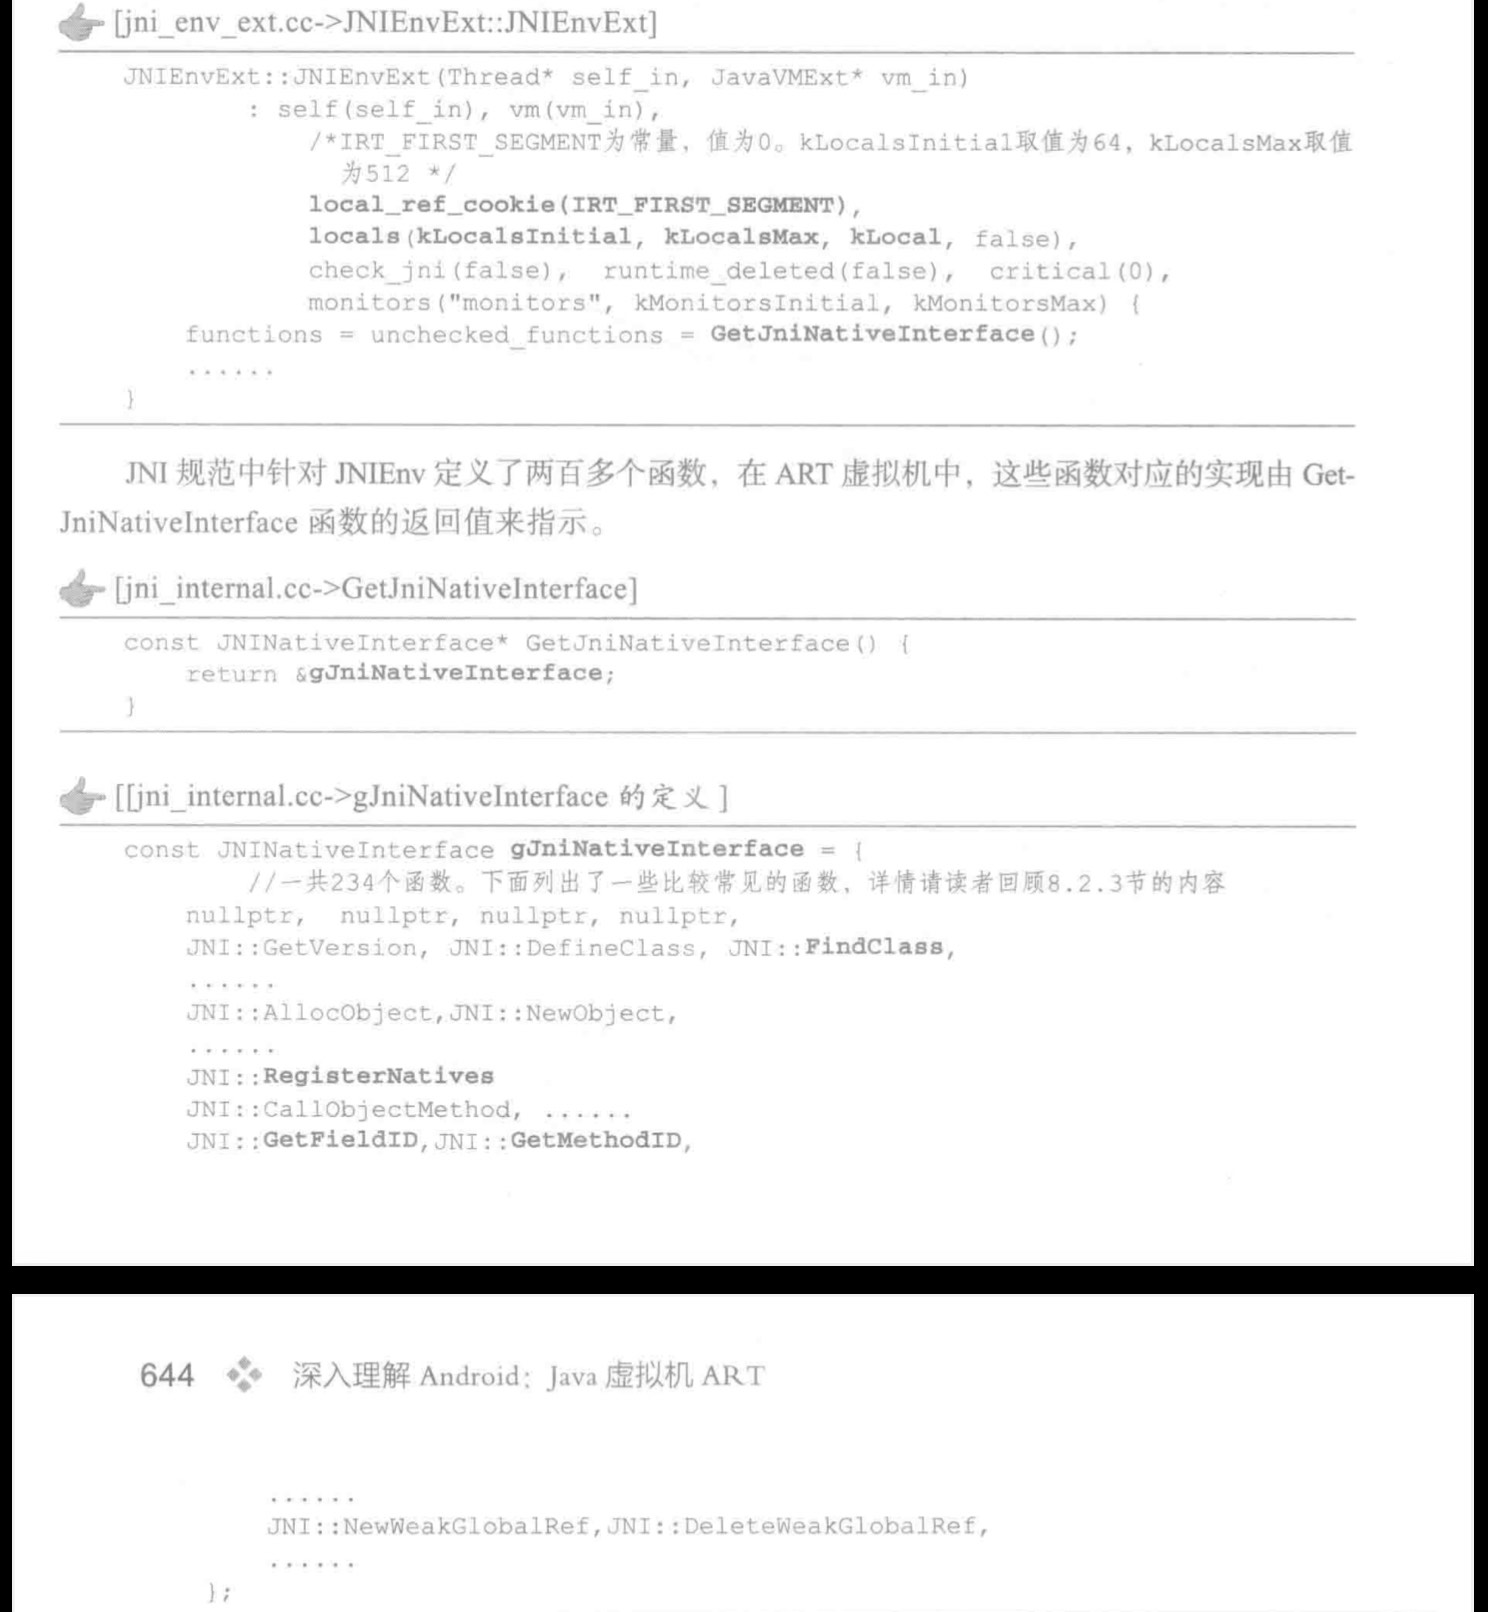 [jni_env_ext.cc->JNIEnvExt::JNIEnvExt]
JNIEnvExt::JNIEnvExt(Thread* self_in, JavaVMExt* vm_in)
: self(self_in), vm(vm_in),
/*IRT_FIRST_SEGMENT为常量，值为0。kLocalsInitial取值为64，kLocalsMax取值
为512 */
local_ref_cookie(IRT_FIRST_SEGMENT),
locals(kLocalsInitial, kLocalsMax, kLocal, false),
check_jni(false), runtime_deleted(false), critical(0),
monitors("monitors", kMonitorsInitial, kMonitorsMax) {
functions = unchecked_functions = GetJniNativeInterface();
......
}
JNI 规范中针对 JNIEnv 定义了两百多个函数，在 ART 虚拟机中，这些函数对应的实现由 Get-
JniNativeInterface 函数的返回值来指示。
[jni_internal.cc->GetJniNativeInterface]
const JNINativeInterface* GetJniNativeInterface() {
return &gJniNativeInterface;
}
[[jni_internal.cc->gJniNativeInterface 的定义 ]
const JNINativeInterface gJniNativeInterface = {
//一共234个函数。下面列出了一些比较常见的函数，详情请读者回顾8.2.3节的内容
nullptr, nullptr, nullptr, nullptr,
JNI::GetVersion, JNI::DefineClass, JNI::FindClass,
......
JNI::AllocObject,JNI::NewObject,
......
JNI::RegisterNatives
JNI::CallObjectMethod, ......
JNI::GetFieldID,JNI::GetMethodID,
644 深入理解 Android：Java 虚拟机 ART
......
JNI::NewWeakGlobalRef,JNI::DeleteWeakGlobalRef,
......
};